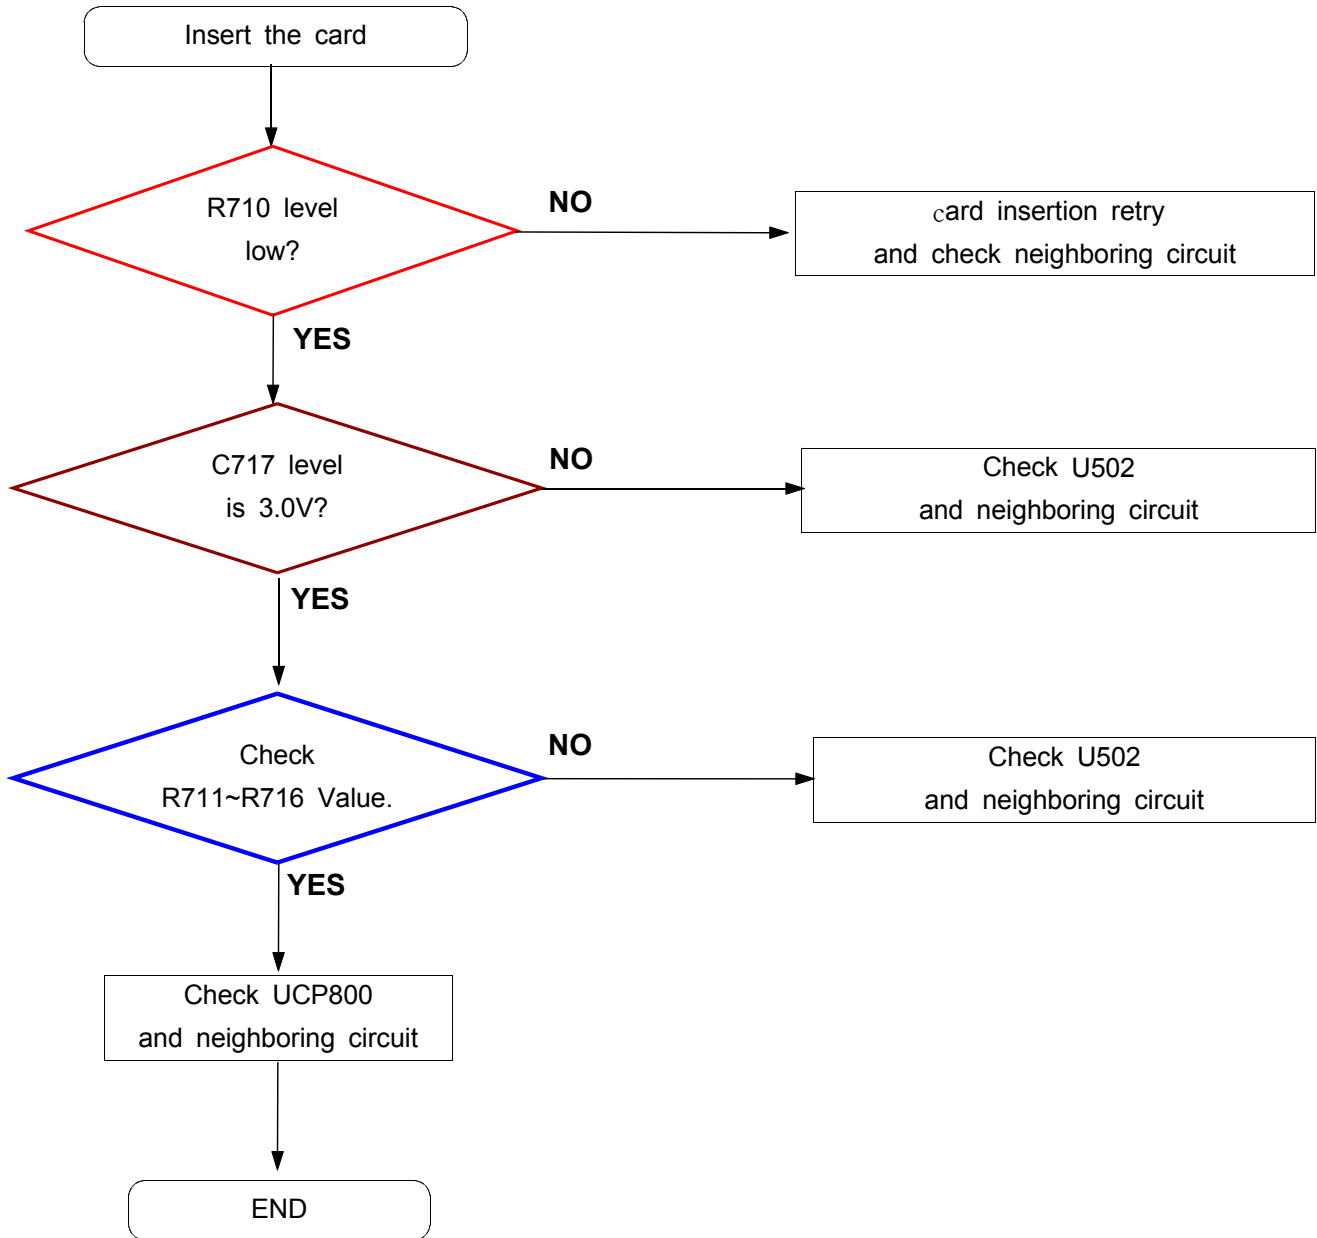 Insert the card
R710 level
low?
NO
card insertion retry
and check neighboring circuit
YES
C717 level
is 3.0V?
NO
Check U502
and neighboring circuit
YES
Check
R711~R716 Value.
NO
Check U502
and neighboring circuit
YES
Check UCP800
and neighboring circuit
END